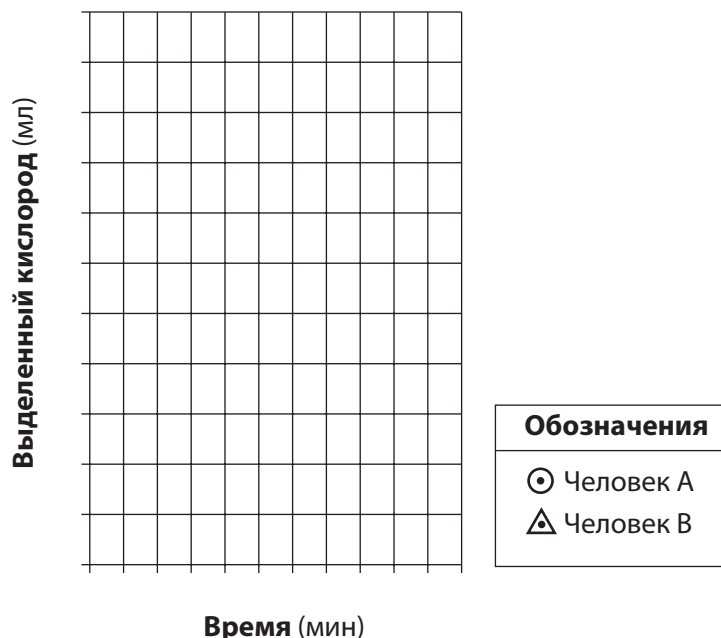 Выделенный кислород (мл)
Обозначения
Человек A
Человек B
Время (мин)